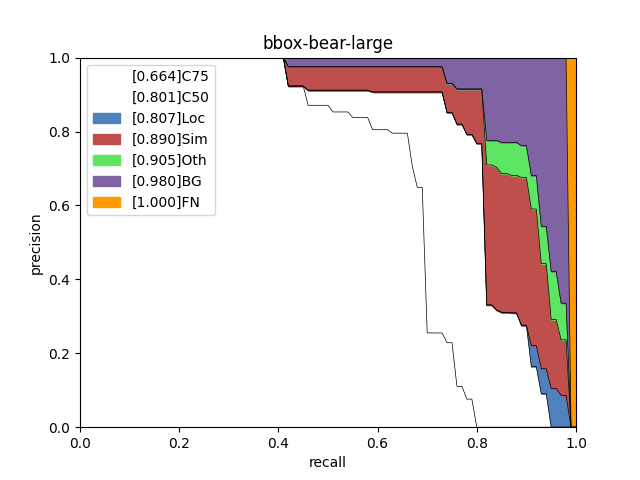 bbox-bear-large
1.0
0.8
0.6
0.4
0.2
0.0
precision
[0.664]C75
[0.801]C50
[0.807]Loc
[0.890]Sim
[0.905]Oth
[0.980]BG
[1.000]FN
0.0 0.2 0.4 0.6 0.8 1.0
recall